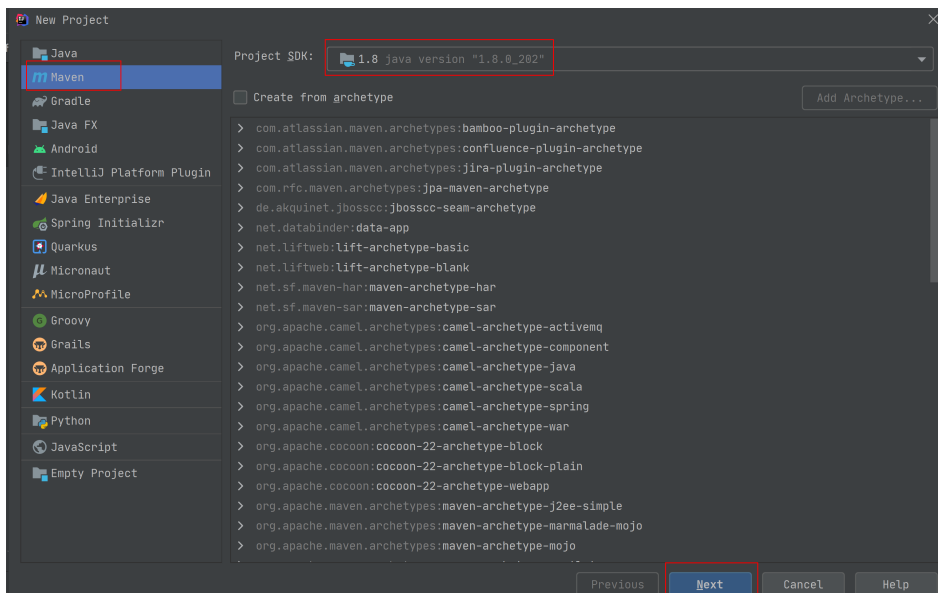 New Project
Java
Maven
Gradle
Java FX
Android
IntelliJ Platform Plugin
Java Enterprise
Spring Initializr
Quarkus
Micronaut
MicroProfile
Groovy
Grails
Application Forge
Kotlin
Python
JavaScript
Empty Project
Project SDK: 1.8 java version "1.8.0_202"
Create from archetype
Add Archetype...
com.atlassian.maven.archetypes:bamboo-plugin-archetype
com.atlassian.maven.archetypes:confluence-plugin-archetype
com.atlassian.maven.archetypes:jira-plugin-archetype
com.rfc.maven.archetypes:jpa-maven-archetype
de.akquinet.jbosscc:jbosscc-seam-archetype
net.databinder:data-app
net.liftweb:lift-archetype-basic
net.liftweb:lift-archetype-blank
net.sf.maven-har:maven-archetype-har
net.sf.maven-sar:maven-archetype-sar
org.apache.camel.archetypes:camel-archetype-activemq
org.apache.camel.archetypes:camel-archetype-component
org.apache.camel.archetypes:camel-archetype-java
org.apache.camel.archetypes:camel-archetype-scala
org.apache.camel.archetypes:camel-archetype-spring
org.apache.camel.archetypes:camel-archetype-war
org.apache.cocoon:cocoon-22-archetype-block
org.apache.cocoon:cocoon-22-archetype-block-plain
org.apache.cocoon:cocoon-22-archetype-webapp
org.apache.maven.archetypes:maven-archetype-j2ee-simple
org.apache.maven.archetypes:maven-archetype-marmalade-mojo
org.apache.maven.archetypes:maven-archetype-mojo
Previous
Next
Cancel
Help